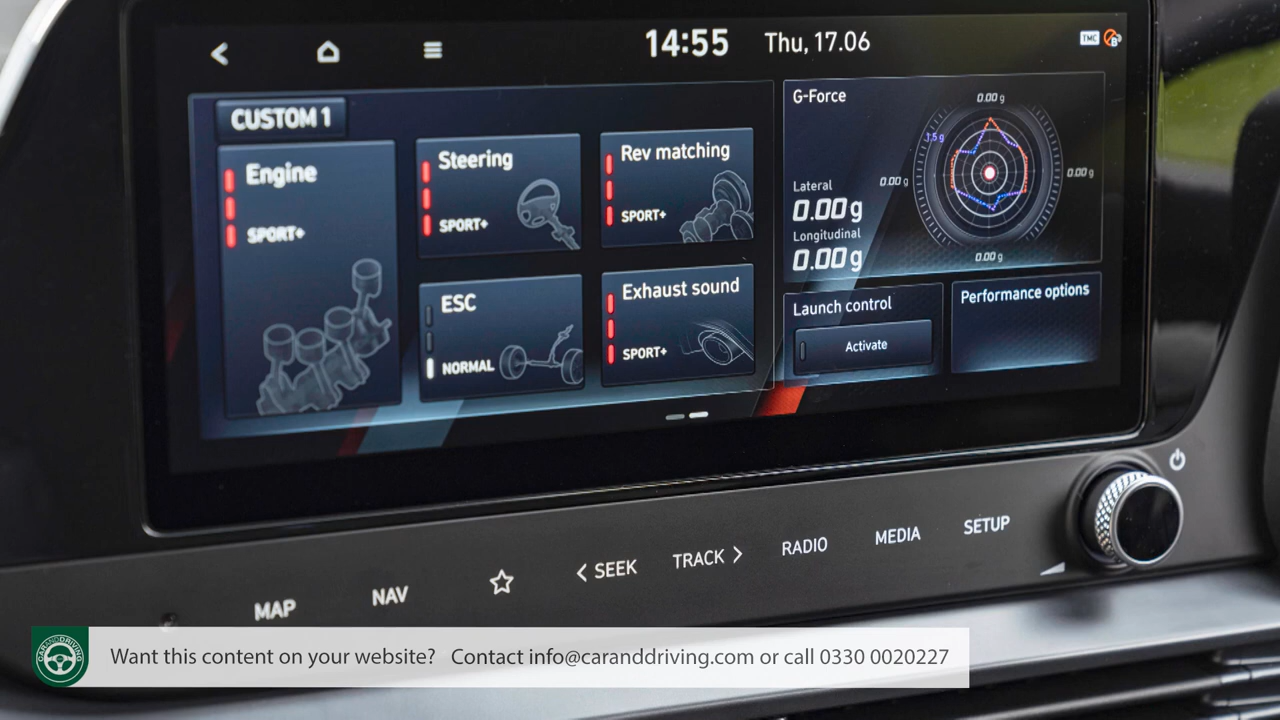 14:55 Thu, 17.06
TMC
CUSTOM 1
Engine
SPORT+
Steering
SPORT+
Rev matching
SPORT+
ESC
NORMAL
Exhaust sound
SPORT+
G-Force
0.00 g
1.5 g
0.00 g
0.00 g
0.00 g
Lateral
0.00 g
Longitudinal
0.00 g
Launch control
Activate
Performance options
MAP
NAV
SEEK
TRACK
RADIO
MEDIA
SETUP
CARANDDRIVING
Want this content on your website? Contact info@caranddriving.com or call 0330 0020227